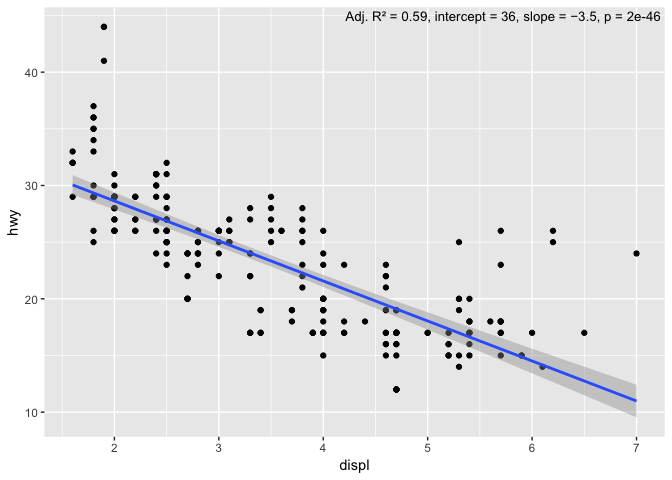 Adj. R² = 0.59, intercept = 36, slope = −3.5, p = 2e-46
40
30
20
10
hwy
2 3 4 5 6 7
displ